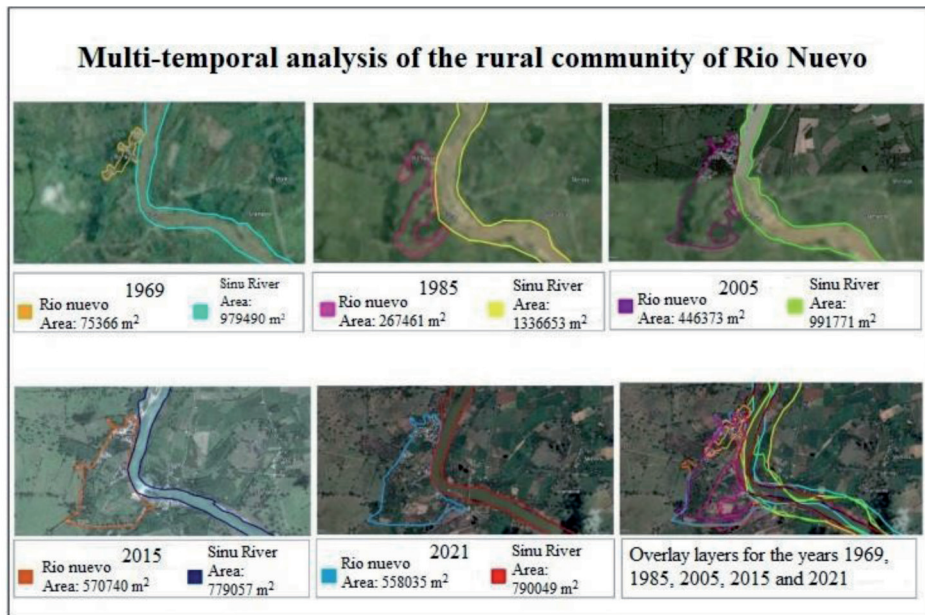 Multi-temporal analysis of the rural community of Rio Nuevo
1969
Rio nuevo
Area: 75366 m²
Sinu River
Area:
979490 m²
1985
Rio nuevo
Area: 267461 m²
Sinu River
Area:
1336653 m²
2005
Rio nuevo
Area: 446373 m²
Sinu River
Area:
991771 m²
2015
Rio nuevo
Area: 570740 m²
Sinu River
Area:
779057 m²
2021
Rio nuevo
Area: 558035 m²
Sinu River
Area:
790049 m²
Overlay layers for the years 1969,
1985, 2005, 2015 and 2021